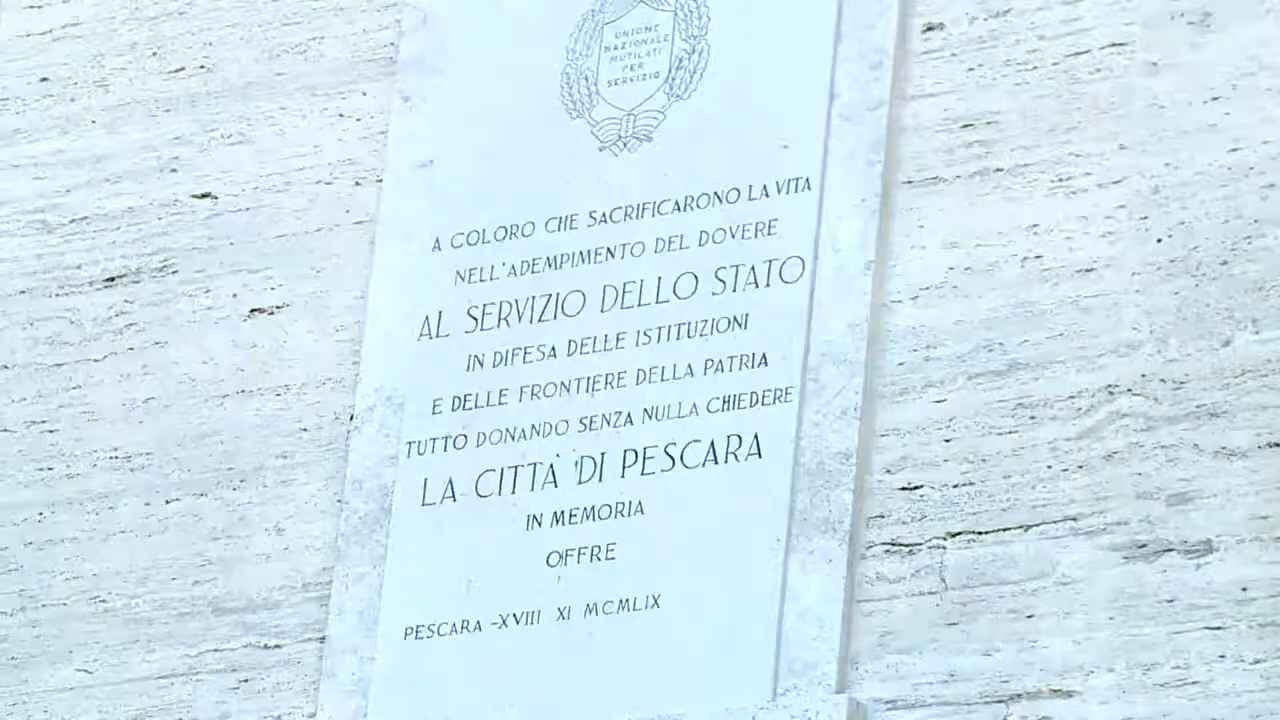 UNIONE
NAZIONALE
MUTILATI
PER
SERVIZIO
A COLORO CHE SACRIFICARONO LA VITA
NELL'ADEMPIMENTO DEL DOVERE
AL SERVIZIO DELLO STATO
IN DIFESA DELLE ISTITUZIONI
E DELLE FRONTIERE DELLA PATRIA
TUTTO DONANDO SENZA NULLA CHIEDERE
LA CITTÀ DI PESCARA
IN MEMORIA
OFFRE
PESCARA -XVIII XI MCMLIX